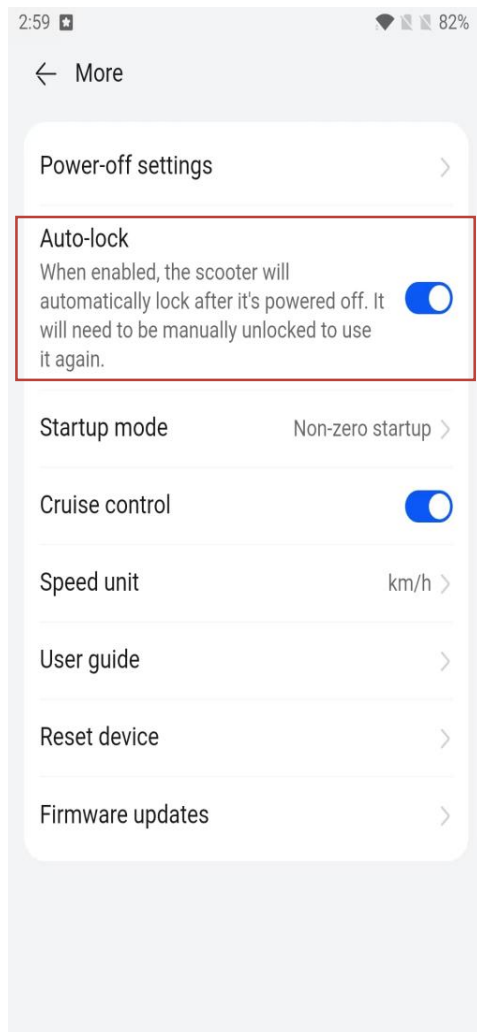 2:59 82%
More
Power-off settings
Auto-lock
When enabled, the scooter will
automatically lock after it's powered off. It
will need to be manually unlocked to use
it again.
Startup mode Non-zero startup
Cruise control
Speed unit km/h
User guide
Reset device
Firmware updates